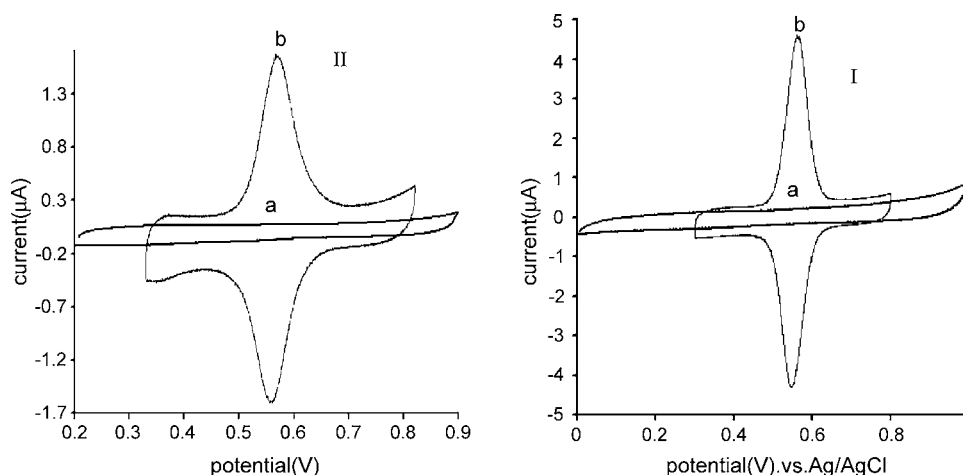 b
II
1.3
0.8
0.3
-0.2
-0.7
-1.2
-1.7
a
current(μA)
0.2 0.3 0.4 0.5 0.6 0.7 0.8 0.9
potential(V)
b
I
5
4
3
2
1
0
-1
-2
-3
-4
-5
a
current(μA)
0 0.2 0.4 0.6 0.8
potential(V).vs.Ag/AgCl